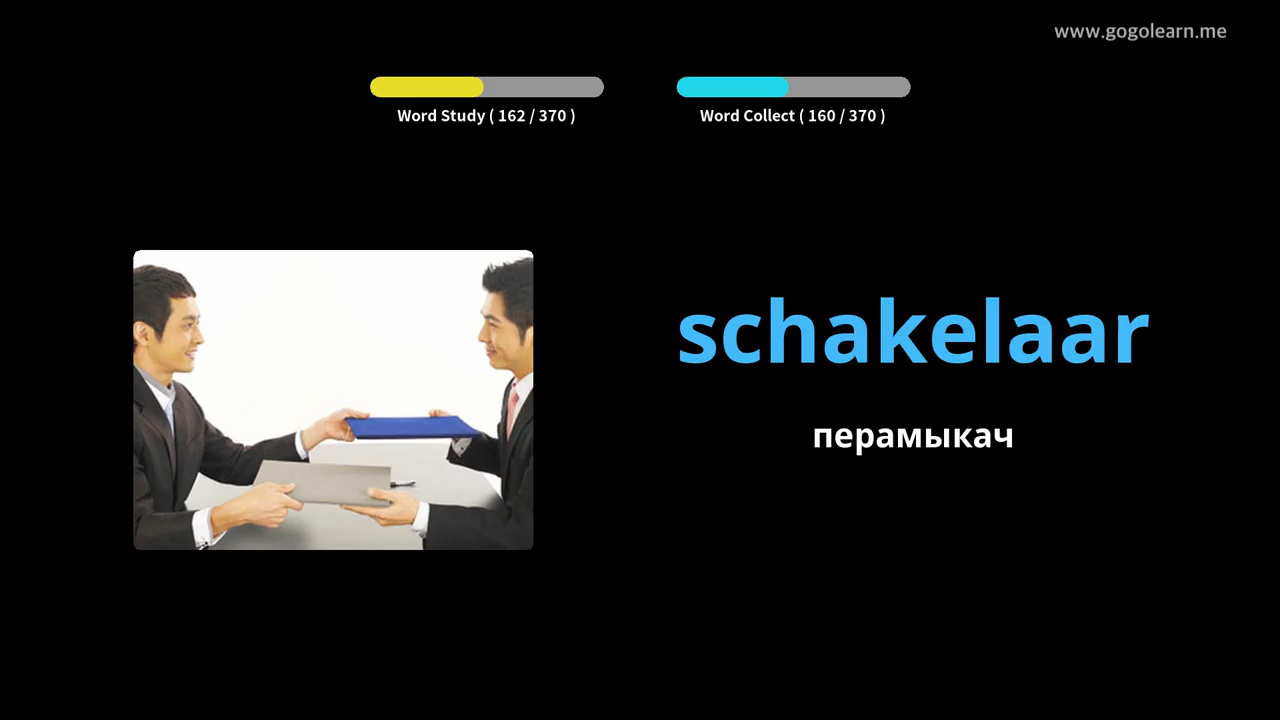 www.gogolearn.me
Word Study ( 162 / 370 )
Word Collect ( 160 / 370 )
schakelaar
перамыкач